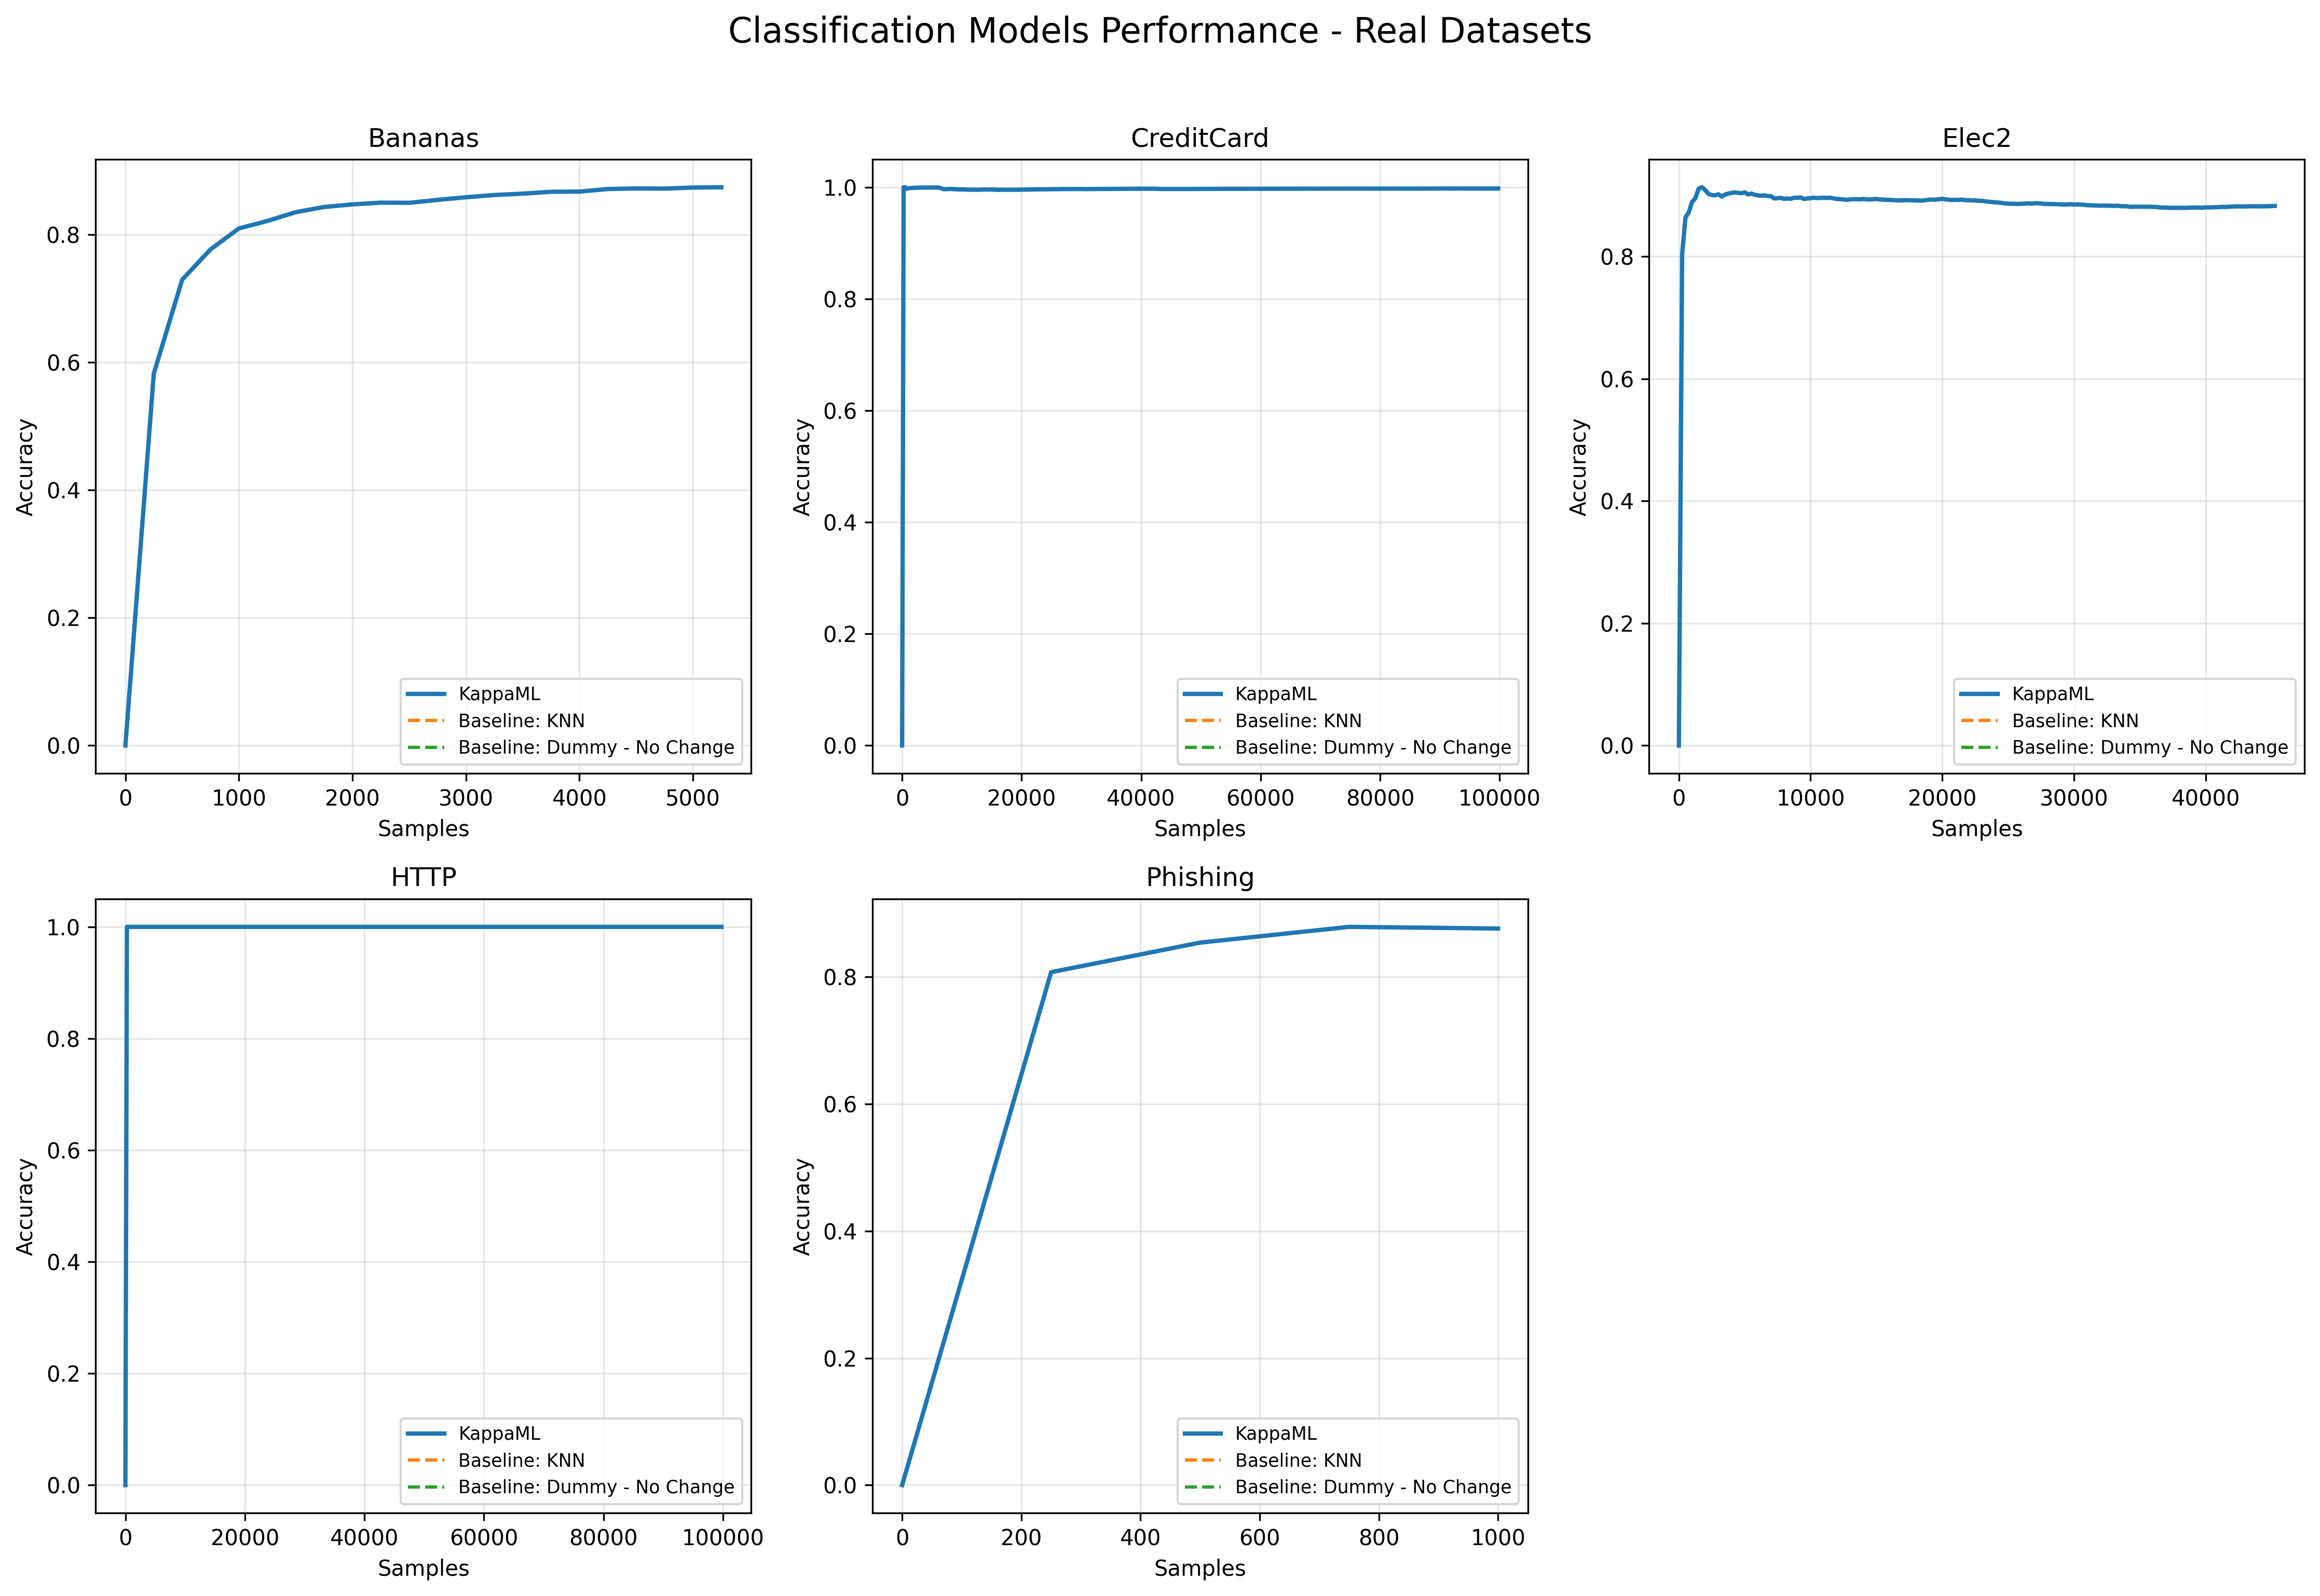 Classification Models Performance - Real Datasets
Bananas
Accuracy
0.8
0.6
0.4
0.2
0.0
KappaML
Baseline: KNN
Baseline: Dummy - No Change
0 1000 2000 3000 4000 5000
Samples
CreditCard
Accuracy
1.0
0.8
0.6
0.4
0.2
0.0
KappaML
Baseline: KNN
Baseline: Dummy - No Change
0 20000 40000 60000 80000 100000
Samples
Elec2
Accuracy
0.8
0.6
0.4
0.2
0.0
KappaML
Baseline: KNN
Baseline: Dummy - No Change
0 10000 20000 30000 40000
Samples
HTTP
Accuracy
1.0
0.8
0.6
0.4
0.2
0.0
KappaML
Baseline: KNN
Baseline: Dummy - No Change
0 20000 40000 60000 80000 100000
Samples
Phishing
Accuracy
0.8
0.6
0.4
0.2
0.0
KappaML
Baseline: KNN
Baseline: Dummy - No Change
0 200 400 600 800 1000
Samples